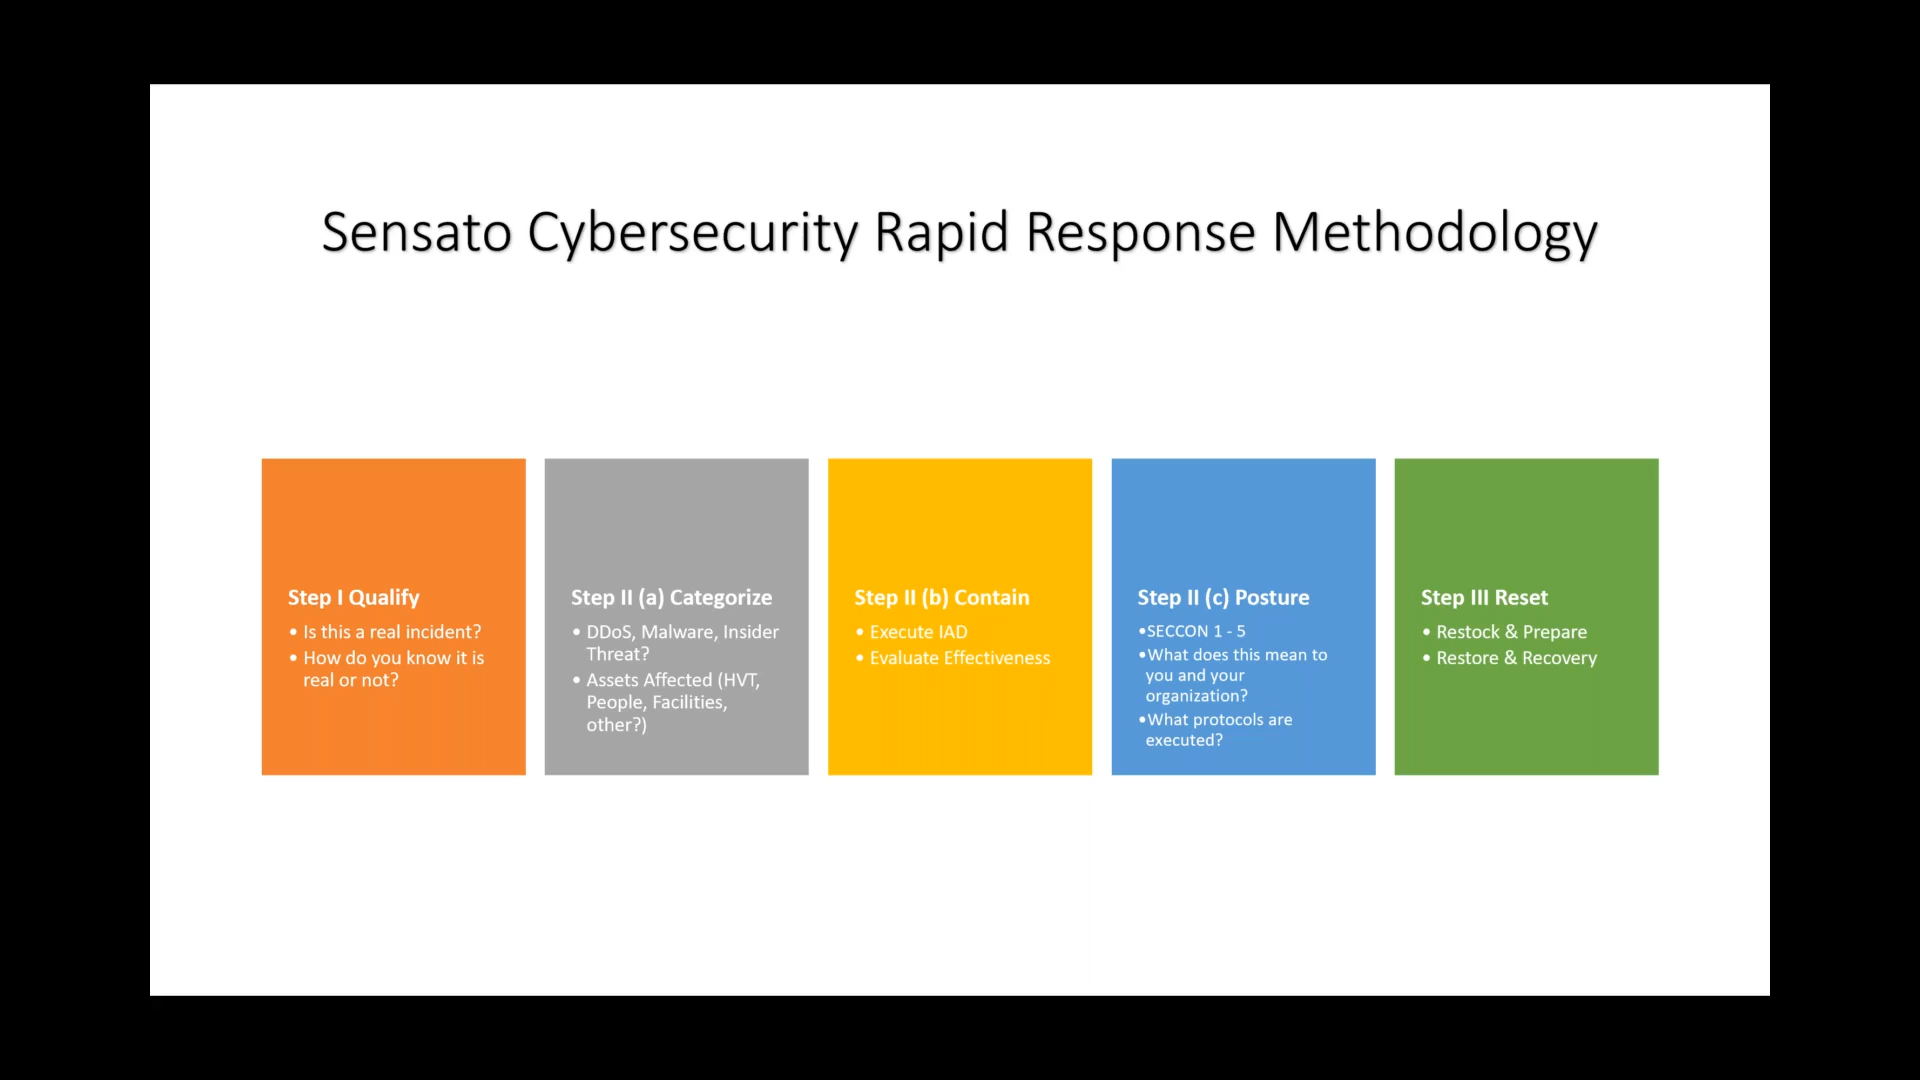 Sensato Cybersecurity Rapid Response Methodology
Step I Qualify
• Is this a real incident?
• How do you know it is
real or not?
Step II (a) Categorize
• DDoS, Malware, Insider
Threat?
• Assets Affected (HVT,
People, Facilities,
other?)
Step II (b) Contain
• Execute IAD
• Evaluate Effectiveness
Step II (c) Posture
•SECCON 1 - 5
•What does this mean to
you and your
organization?
•What protocols are
executed?
Step III Reset
• Restock & Prepare
• Restore & Recovery